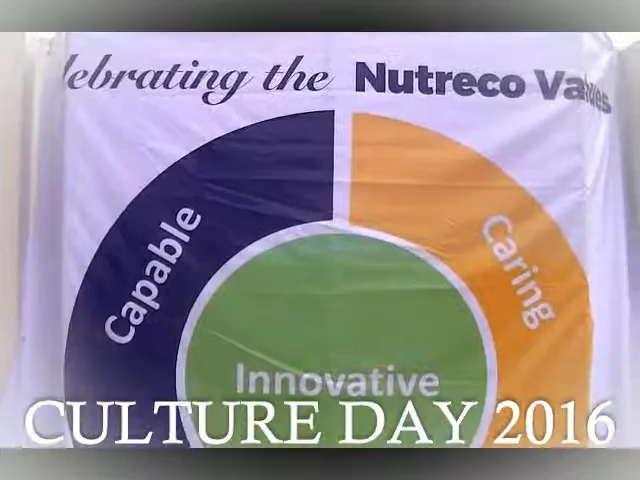 lebrating the Nutreco Values
Capable
Caring
Innovative
CULTURE DAY 2016